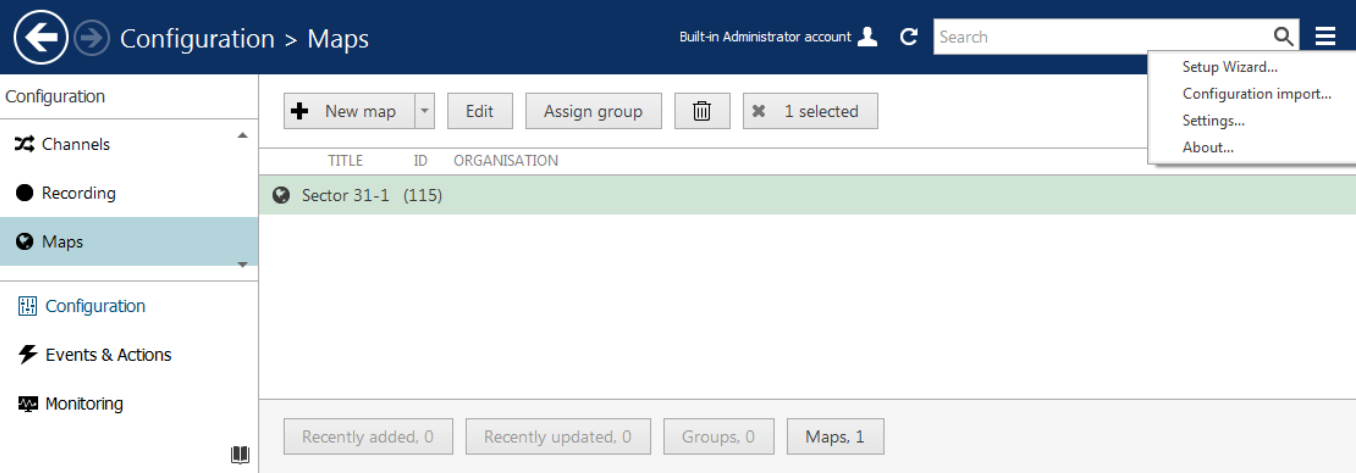 Configuration > Maps
Built-in Administrator account
Search
Setup Wizard...
Configuration import...
Settings...
About...
Configuration
Channels
Recording
Maps
Configuration
Events & Actions
Monitoring
New map
Edit
Assign group
1 selected
TITLE ID ORGANISATION
Sector 31-1 (115)
Recently added, 0
Recently updated, 0
Groups, 0
Maps, 1